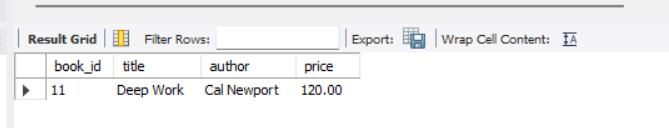 Result Grid Filter Rows: Export: Wrap Cell Content: IA
book_id title author price
11 Deep Work Cal Newport 120.00